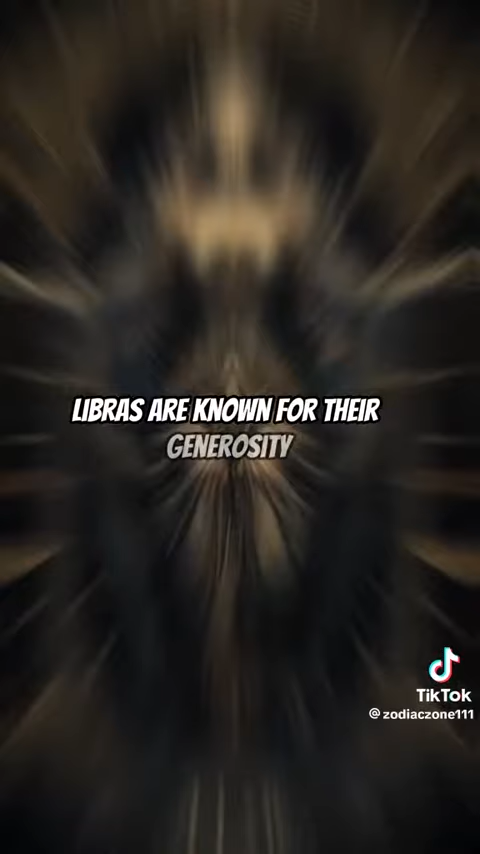 LIBRAS ARE KNOWN FOR THEIR
GENEROSITY
TikTok
@zodiaczone111